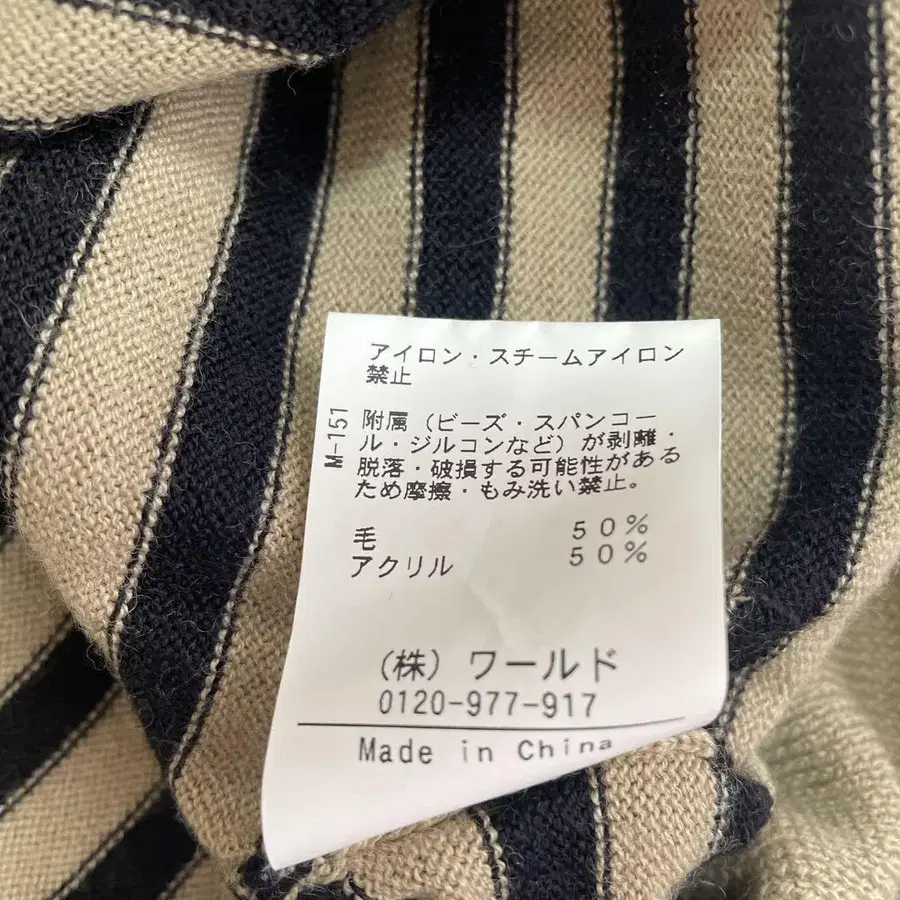 アイロン・スチームアイロン
禁止
M-151
附属（ビーズ・スパンコー
ル・ジルコンなど）が剥離・
脱落・破損する可能性がある
ため摩擦・もみ洗い禁止。
毛 50%
アクリル 50%
（株）ワールド
0120-977-917
Made in China